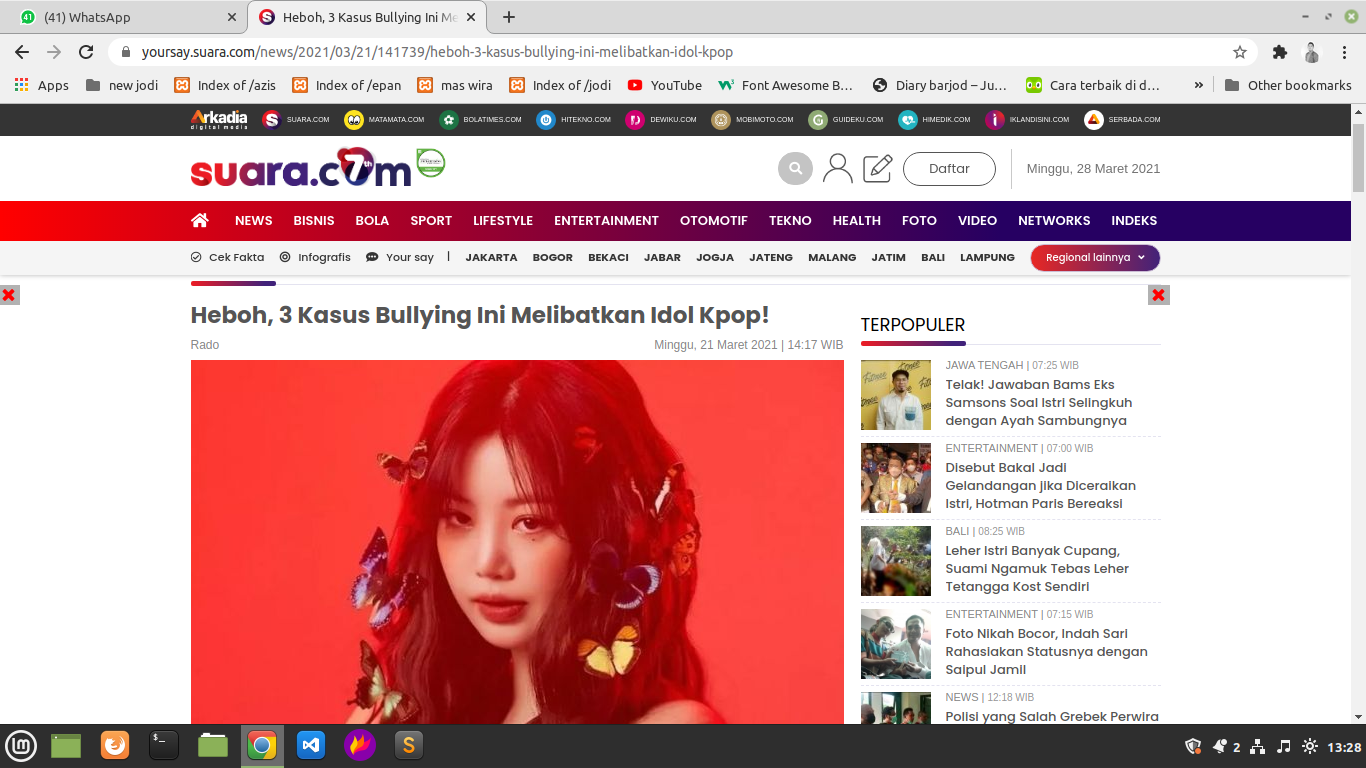 (41) WhatsApp
Heboh, 3 Kasus Bullying Ini Me
yoursay.suara.com/news/2021/03/21/141739/heboh-3-kasus-bullying-ini-melibatkan-idol-kpop
Apps new jodi Index of /azis Index of /epan mas wira Index of /jodi YouTube Font Awesome B… Diary barjod – Ju… Cara terbaik di d… » Other bookmarks
Arkadia
digital media
SUARA.COM MATAMATA.COM BOLATIMES.COM HITEKNO.COM DEWIKU.COM MOBIMOTO.COM GUIDEKU.COM HIMEDIK.COM IKLANDISINI.COM SERBADA.COM
suara.com 7th
Daftar
Minggu, 28 Maret 2021
NEWS BISNIS BOLA SPORT LIFESTYLE ENTERTAINMENT OTOMOTIF TEKNO HEALTH FOTO VIDEO NETWORKS INDEKS
Cek Fakta Infografis Your say | JAKARTA BOGOR BEKACI JABAR JOGJA JATENG MALANG JATIM BALI LAMPUNG Regional lainnya
Heboh, 3 Kasus Bullying Ini Melibatkan Idol Kpop!
Rado
Minggu, 21 Maret 2021 | 14:17 WIB
TERPOPULER
JAWA TENGAH | 07:25 WIB
Telak! Jawaban Bams Eks
Samsons Soal Istri Selingkuh
dengan Ayah Sambungnya
ENTERTAINMENT | 07:00 WIB
Disebut Bakal Jadi
Gelandangan jika Diceraikan
Istri, Hotman Paris Bereaksi
BALI | 08:25 WIB
Leher Istri Banyak Cupang,
Suami Ngamuk Tebas Leher
Tetangga Kost Sendiri
ENTERTAINMENT | 07:15 WIB
Foto Nikah Bocor, Indah Sari
Rahasiakan Statusnya dengan
Saipul Jamil
NEWS | 12:18 WIB
Polisi yang Salah Grebek Perwira
2
13:28